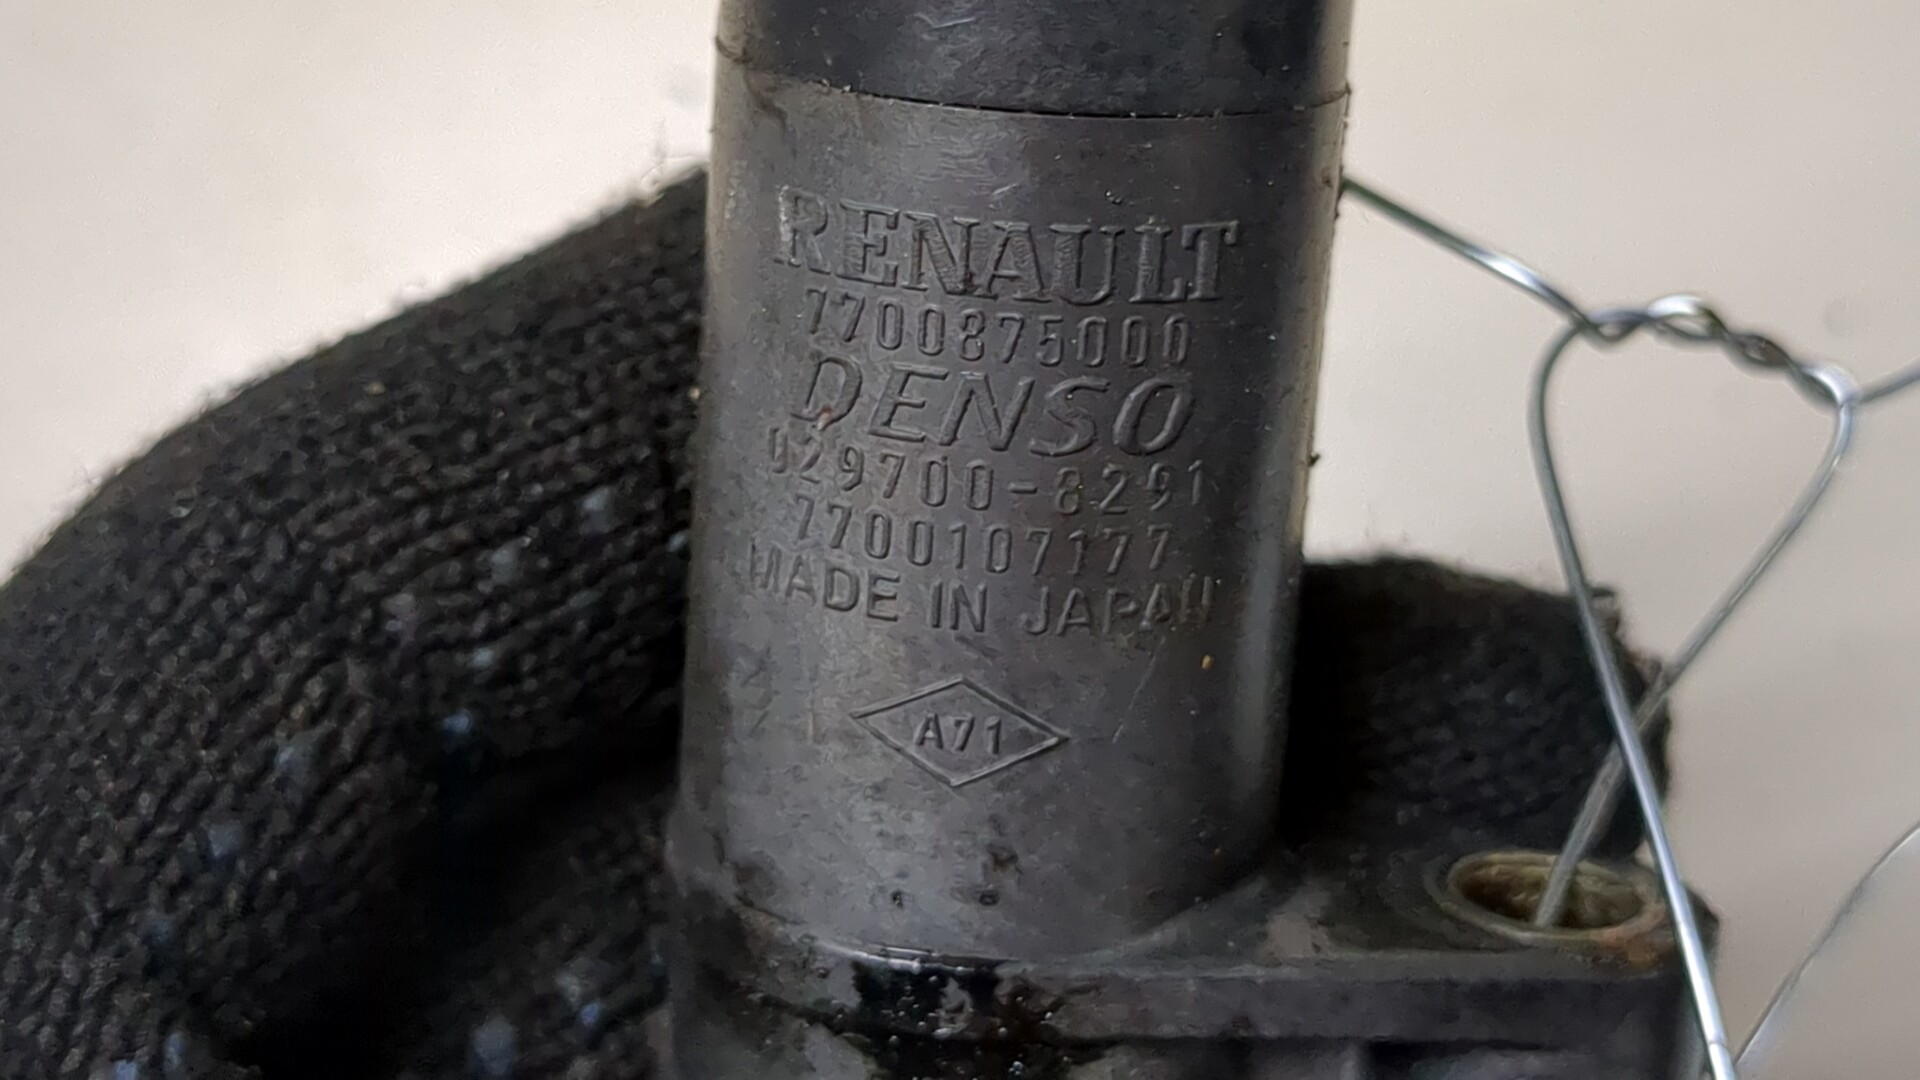 RENAULT
7700875000
DENSO
029700-8291
7700107177
MADE IN JAPAN
A71